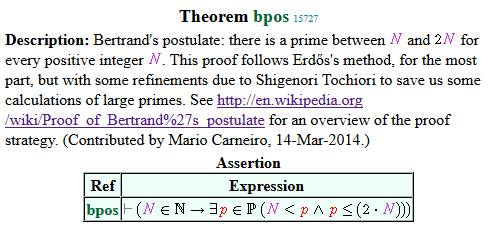 Theorem bpos 15727
Description: Bertrand's postulate: there is a prime between N and 2N for
every positive integer N. This proof follows Erdős's method, for the most
part, but with some refinements due to Shigenori Tochiori to save us some
calculations of large primes. See http://en.wikipedia.org
/wiki/Proof_of_Bertrand%27s_postulate for an overview of the proof
strategy. (Contributed by Mario Carneiro, 14-Mar-2014.)
Assertion
Ref Expression
bpos ⊢ (N ∈ ℕ → ∃p ∈ ℙ (N < p ∧ p ≤ (2 · N)))